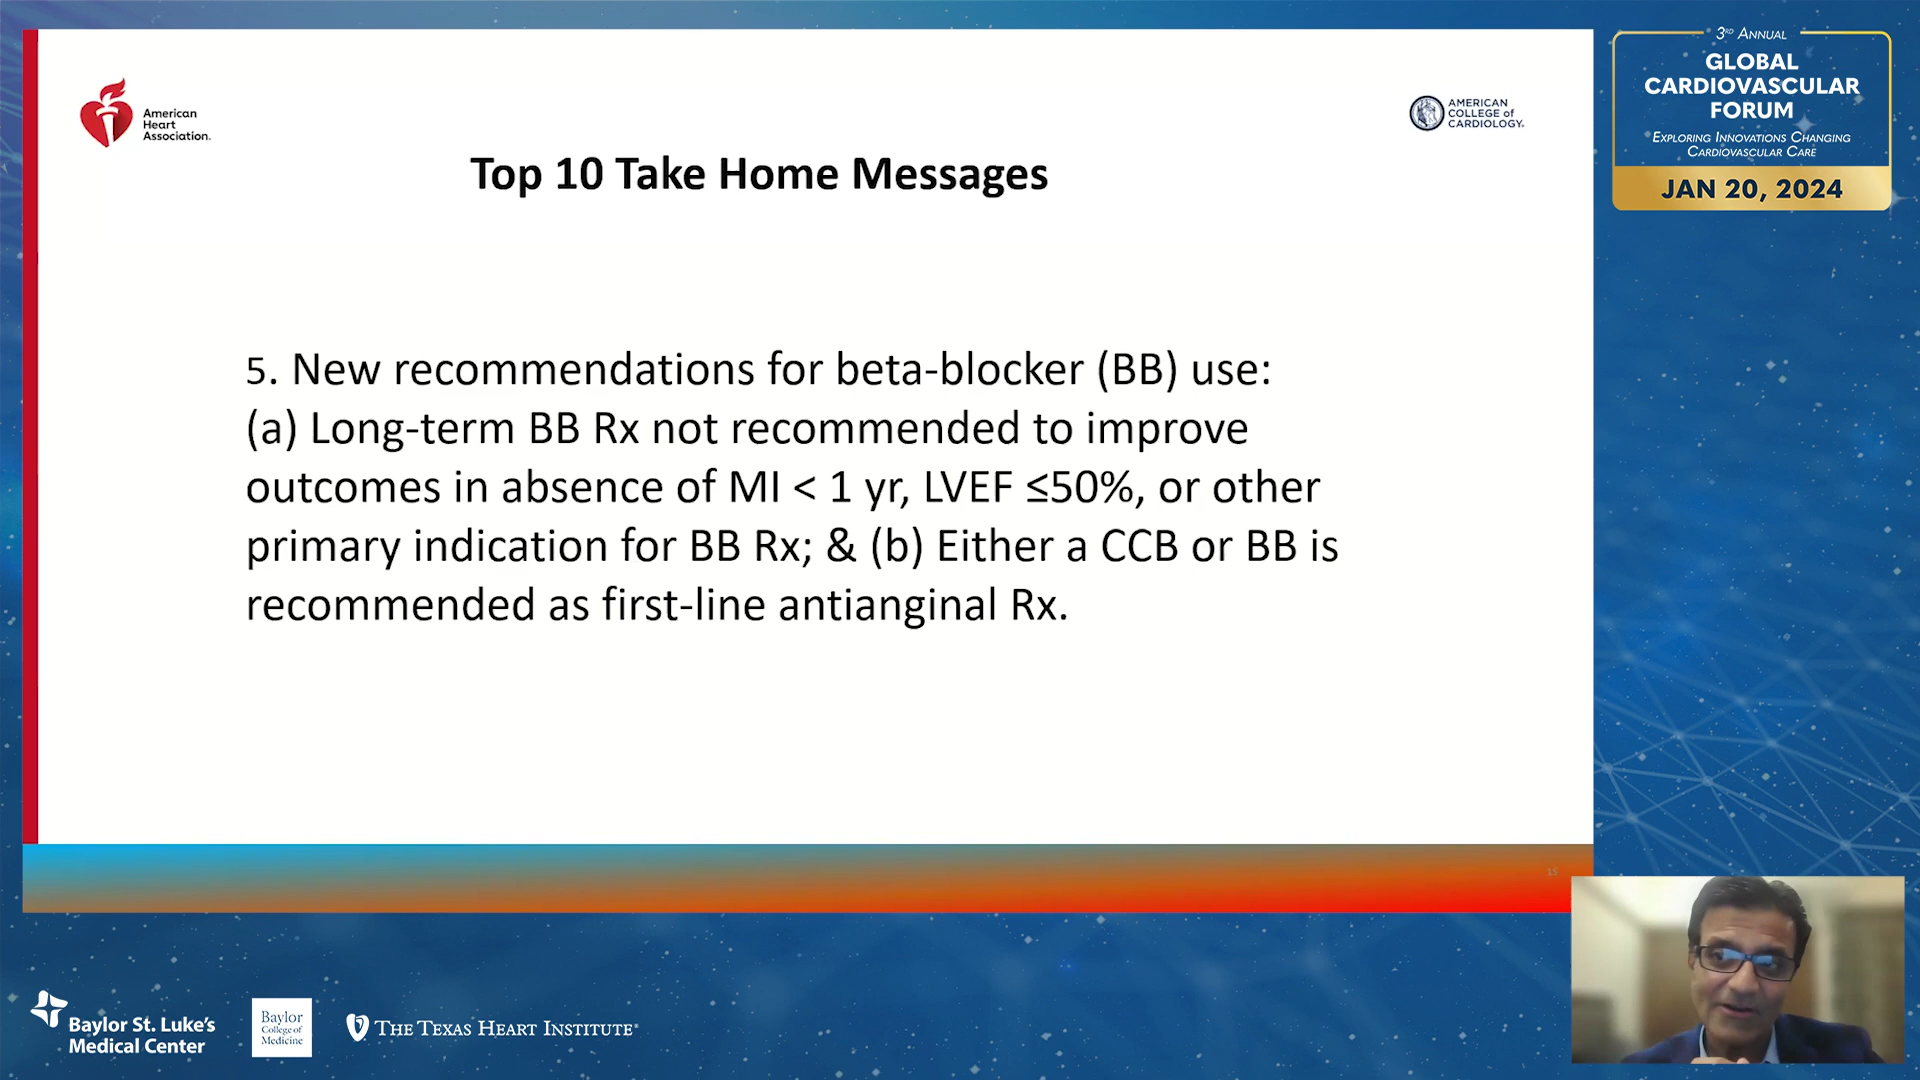 American
Heart
Association.
AMERICAN
COLLEGE of
CARDIOLOGY.
Top 10 Take Home Messages
5. New recommendations for beta-blocker (BB) use:
(a) Long-term BB Rx not recommended to improve
outcomes in absence of MI < 1 yr, LVEF ≤50%, or other
primary indication for BB Rx; & (b) Either a CCB or BB is
recommended as first-line antianginal Rx.
15
3RD ANNUAL
GLOBAL
CARDIOVASCULAR
FORUM
EXPLORING INNOVATIONS CHANGING
CARDIOVASCULAR CARE
JAN 20, 2024
Baylor St. Luke's
Medical Center
Baylor
College of
Medicine
THE TEXAS HEART INSTITUTE